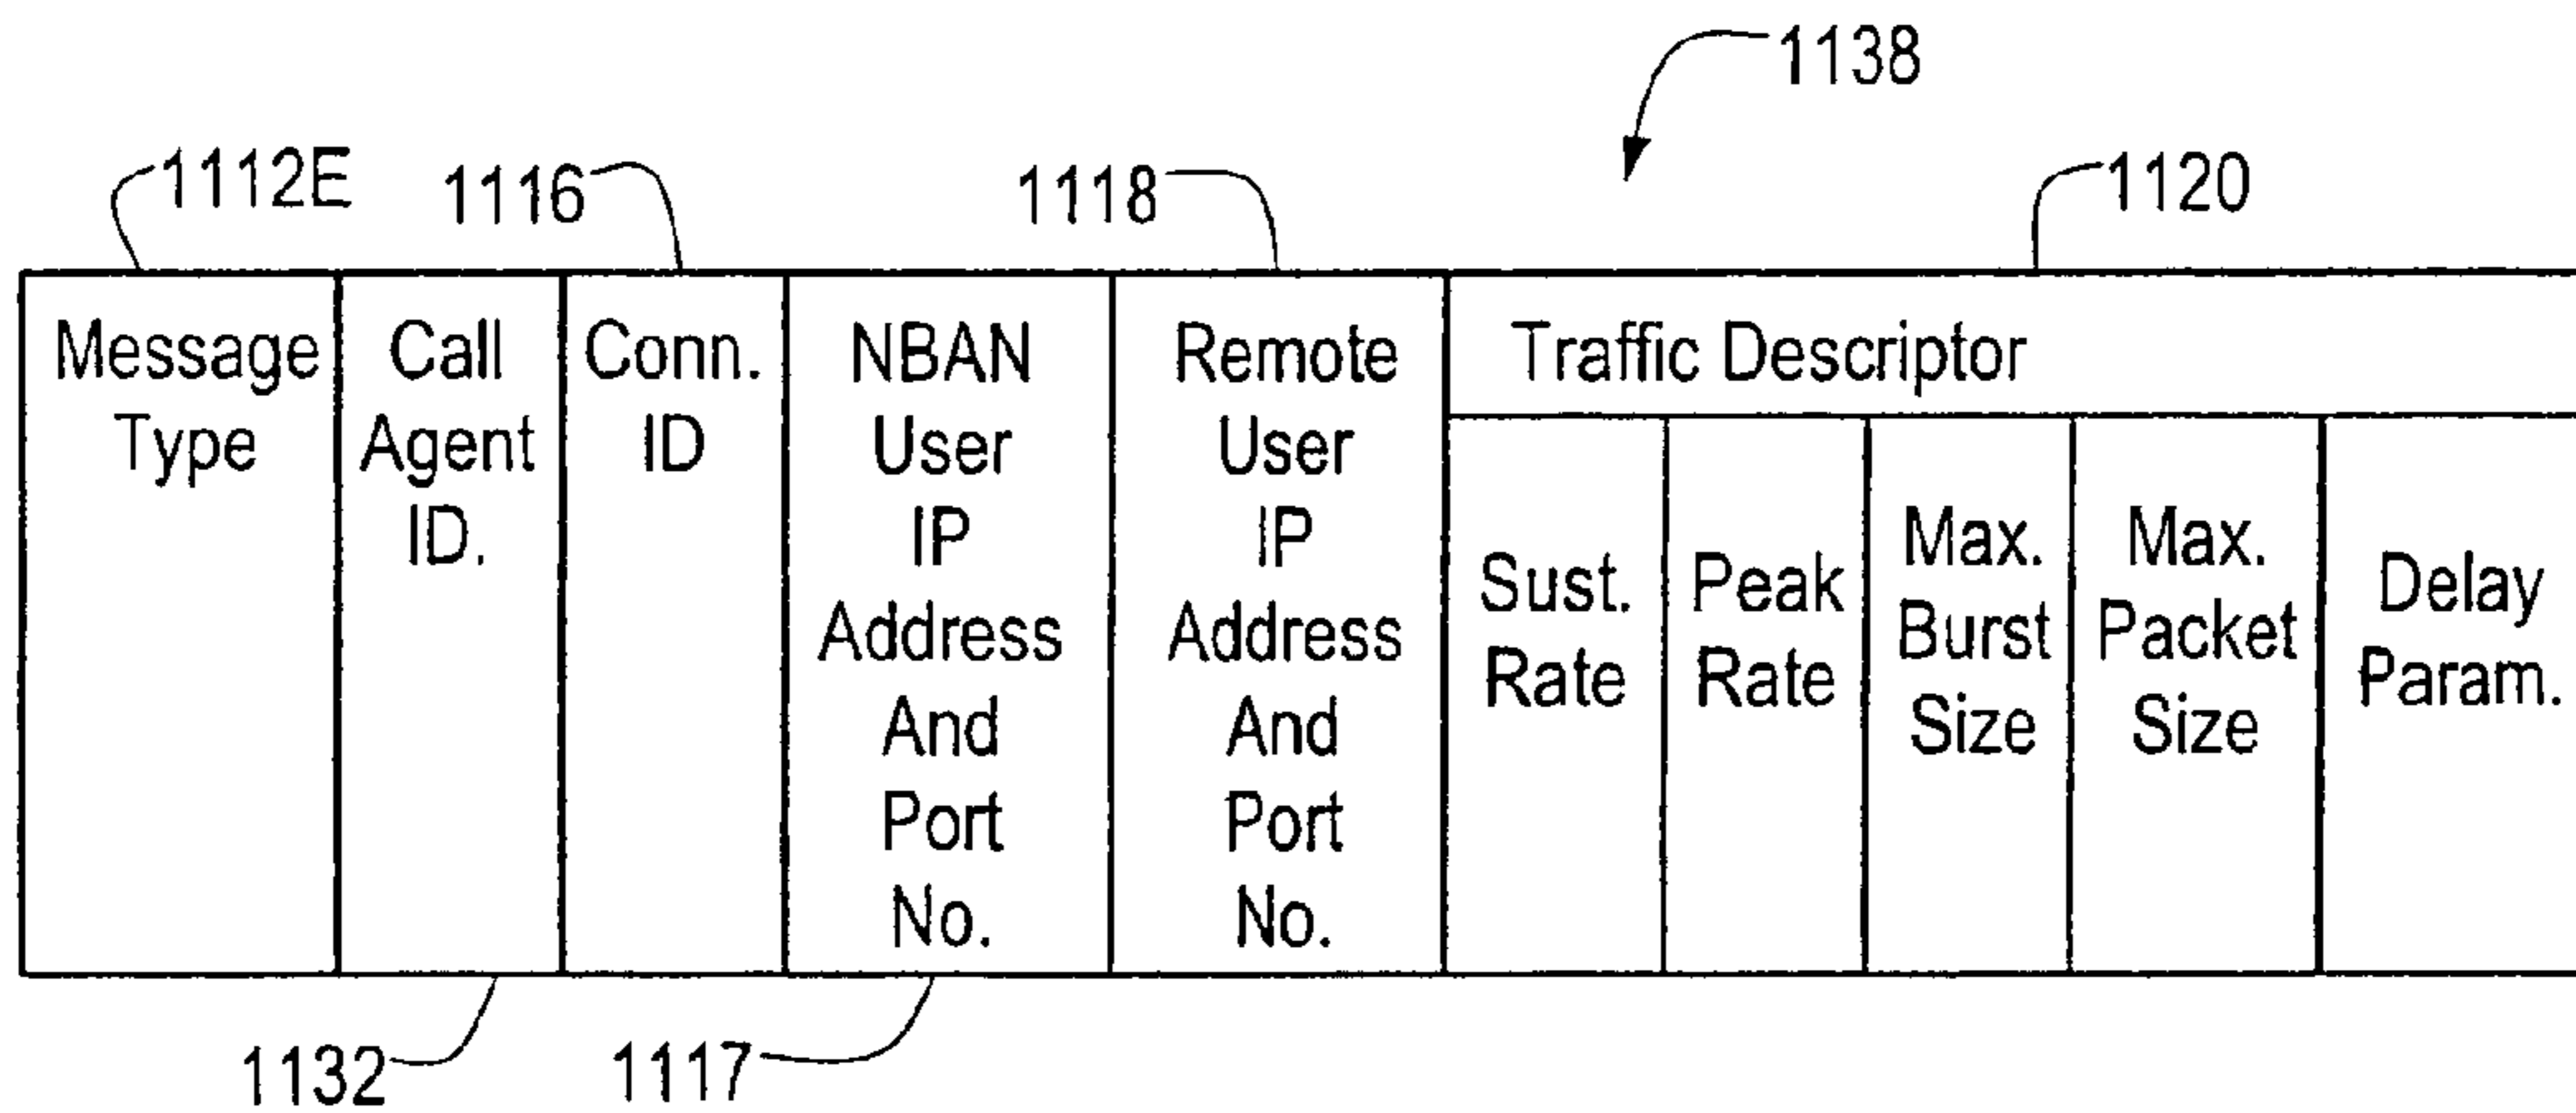 1138
1112E
1116
1118
1120
Message
Type
Call
Agent
ID.
Conn.
ID
NBAN
User
IP
Address
And
Port
No.
Remote
User
IP
Address
And
Port
No.
Traffic Descriptor
Sust.
Rate
Peak
Rate
Max.
Burst
Size
Max.
Packet
Size
Delay
Param.
1132
1117